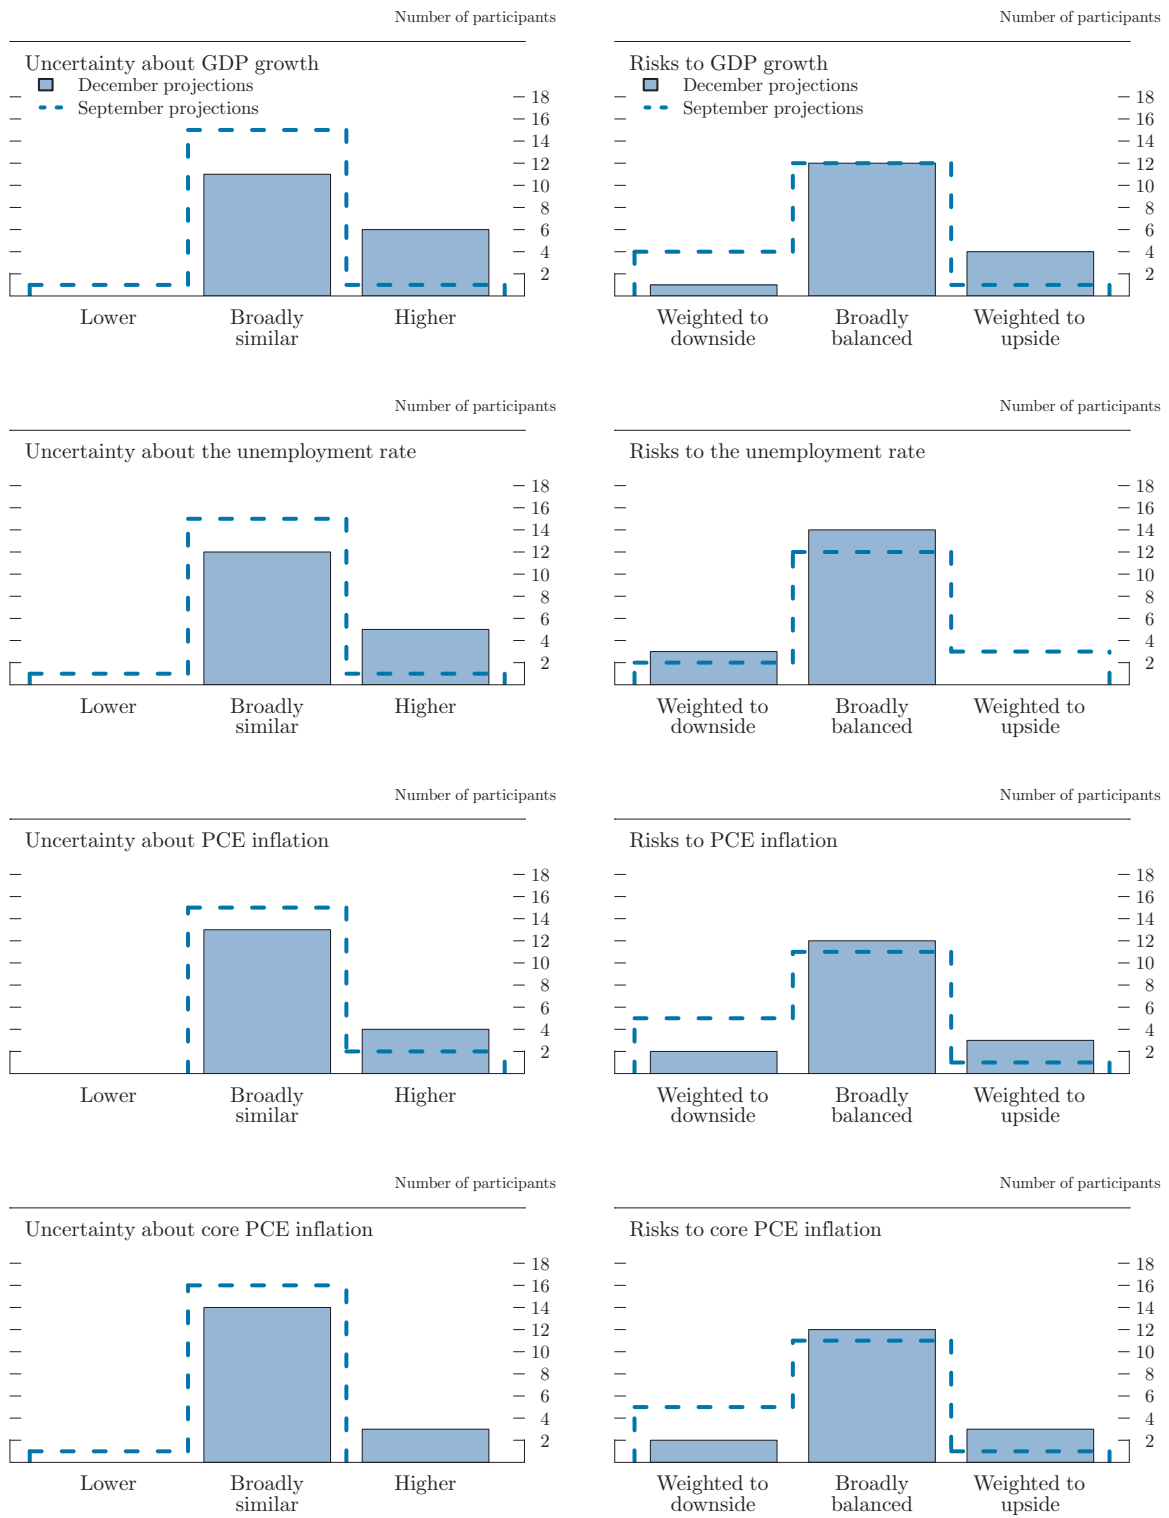 Number of participants
Uncertainty about GDP growth
December projections
September projections
18
16
14
12
10
8
6
4
2
Lower
Broadly
similar
Higher
Number of participants
Risks to GDP growth
December projections
September projections
18
16
14
12
10
8
6
4
2
Weighted to
downside
Broadly
balanced
Weighted to
upside
Number of participants
Uncertainty about the unemployment rate
18
16
14
12
10
8
6
4
2
Lower
Broadly
similar
Higher
Number of participants
Risks to the unemployment rate
18
16
14
12
10
8
6
4
2
Weighted to
downside
Broadly
balanced
Weighted to
upside
Number of participants
Uncertainty about PCE inflation
18
16
14
12
10
8
6
4
2
Lower
Broadly
similar
Higher
Number of participants
Risks to PCE inflation
18
16
14
12
10
8
6
4
2
Weighted to
downside
Broadly
balanced
Weighted to
upside
Number of participants
Uncertainty about core PCE inflation
18
16
14
12
10
8
6
4
2
Lower
Broadly
similar
Higher
Number of participants
Risks to core PCE inflation
18
16
14
12
10
8
6
4
2
Weighted to
downside
Broadly
balanced
Weighted to
upside